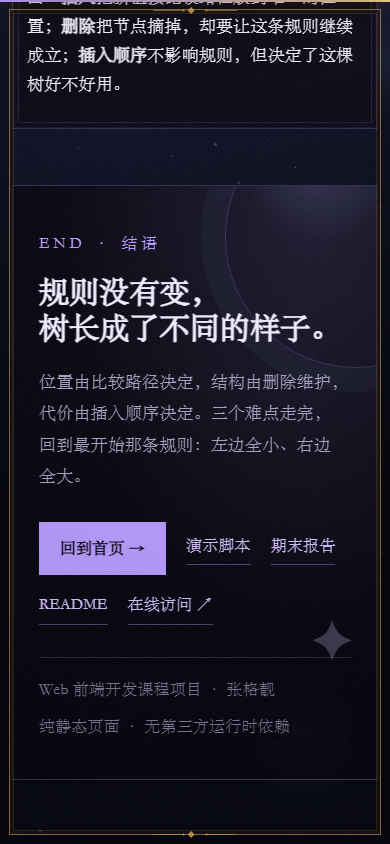 置；删除把节点摘掉，却要让这条规则继续
成立；插入顺序不影响规则，但决定了这棵
树好不好用。
END · 结语
规则没有变，
树长成了不同的样子。
位置由比较路径决定，结构由删除维护，
代价由插入顺序决定。三个难点走完，
回到最开始那条规则：左边全小、右边
全大。
回到首页 →
演示脚本
期末报告
README
在线访问 ↗
Web 前端开发课程项目 · 张格靓
纯静态页面 · 无第三方运行时依赖